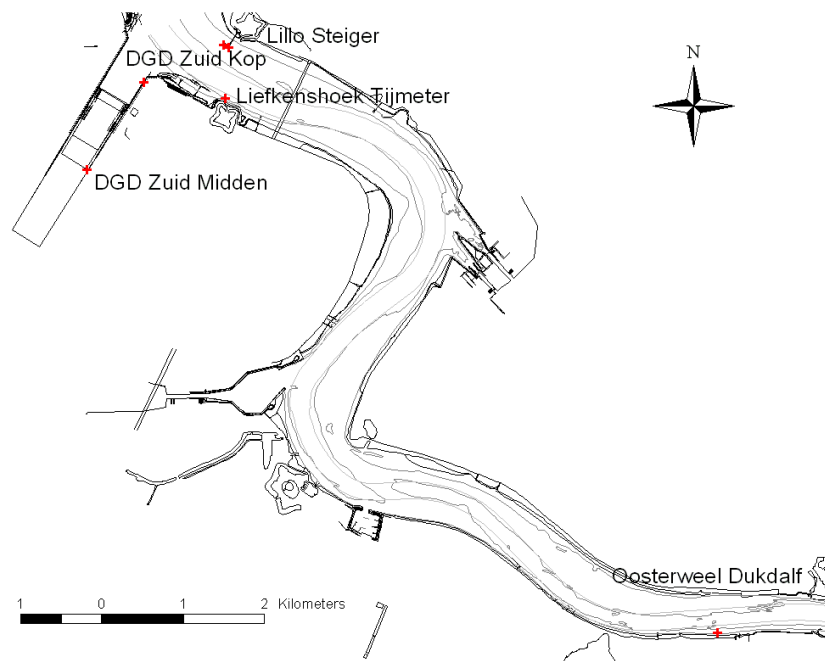 Lillo Steiger
DGD Zuid Kop
Liefkenshoek Tijmeter
DGD Zuid Midden
N
Oosterweel Dukdalf
1 0 1 2 Kilometers